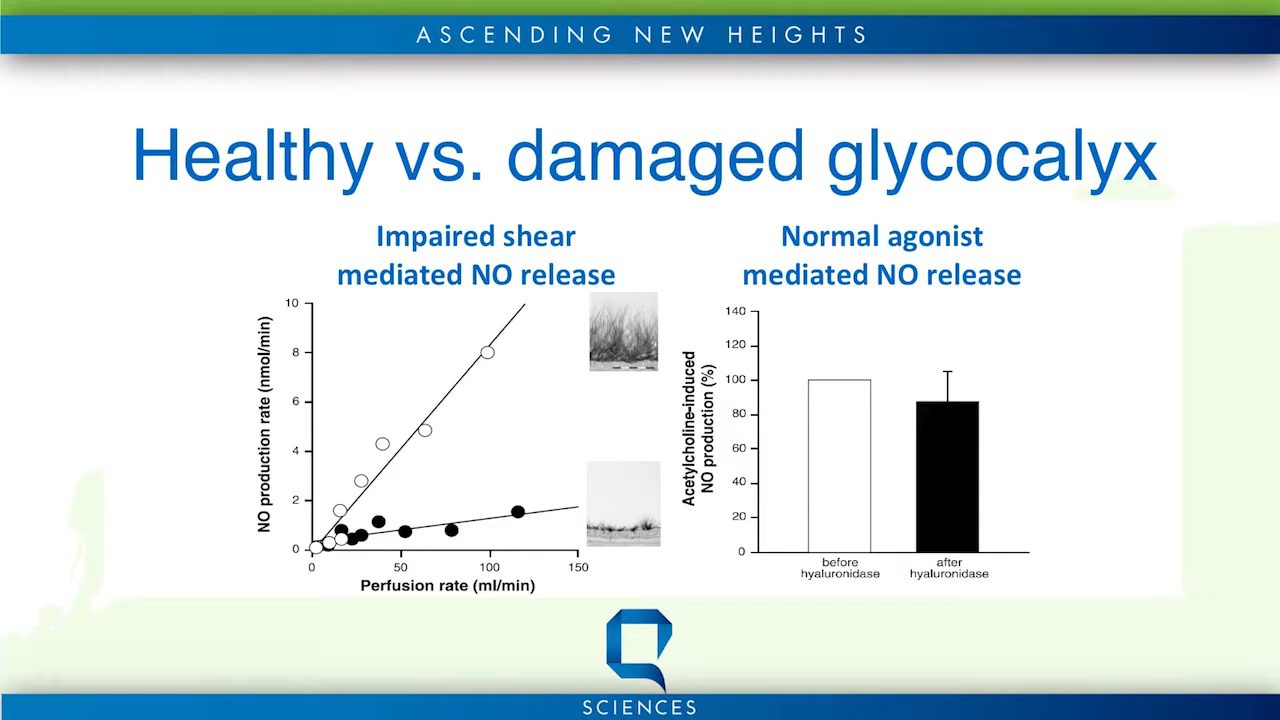 ASCENDING NEW HEIGHTS
Healthy vs. damaged glycocalyx
Impaired shear
mediated NO release
NO production rate (nmol/min)
10
8
6
4
2
0
0
50
100
150
Perfusion rate (ml/min)
Normal agonist
mediated NO release
Acetylcholine-induced
NO production (%)
140
120
100
80
60
40
20
0
before
hyaluronidase
after
hyaluronidase
SCIENCES